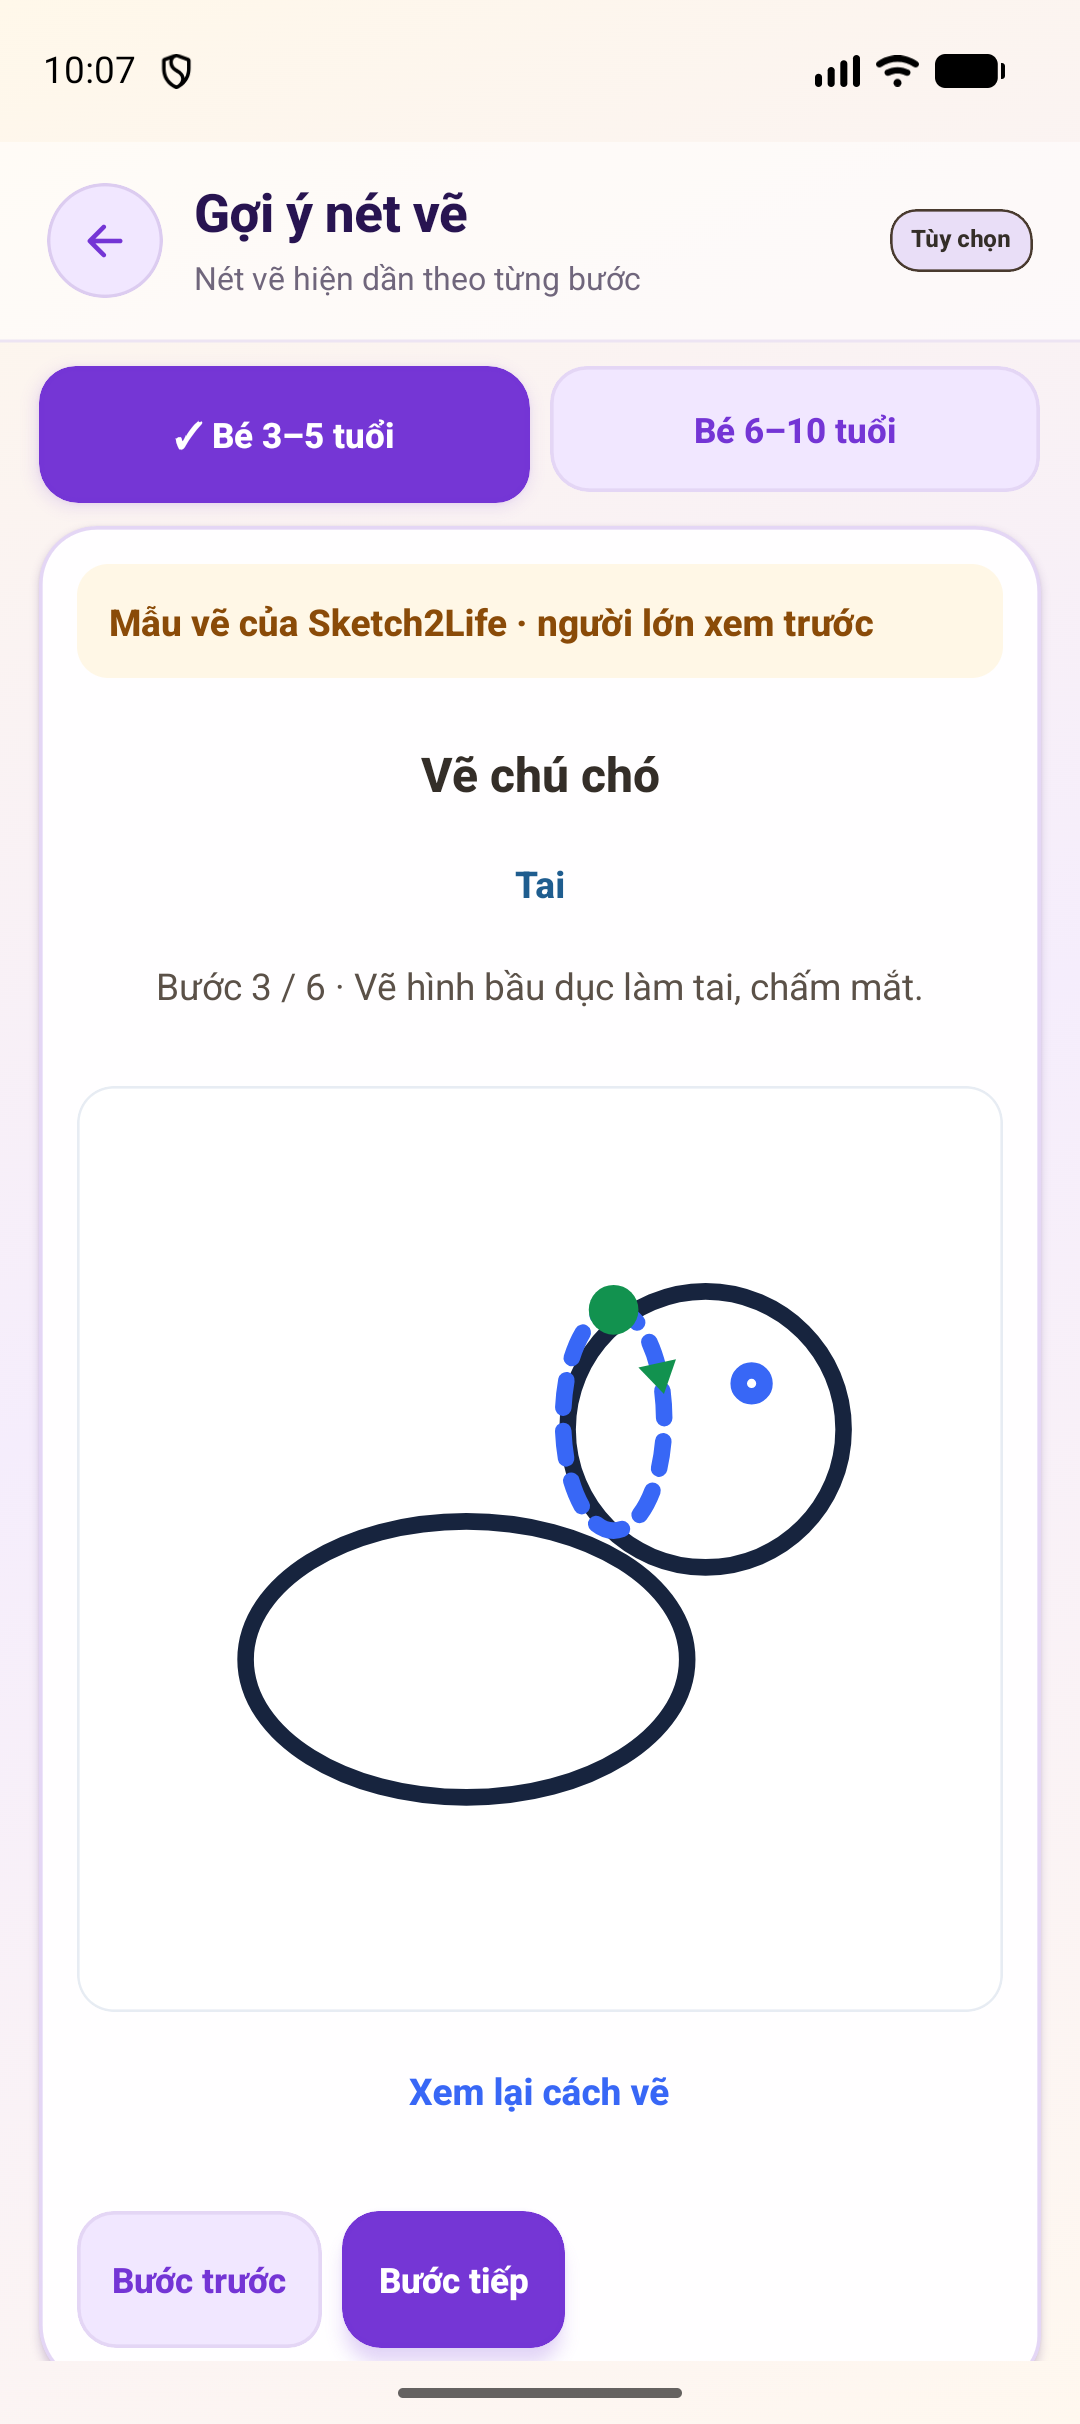 10:07
Gợi ý nét vẽ
Nét vẽ hiện dần theo từng bước
Tùy chọn
✓ Bé 3–5 tuổi
Bé 6–10 tuổi
Mẫu vẽ của Sketch2Life · người lớn xem trước
Vẽ chú chó
Tai
Bước 3 / 6 · Vẽ hình bầu dục làm tai, chấm mắt.
Xem lại cách vẽ
Bước trước
Bước tiếp